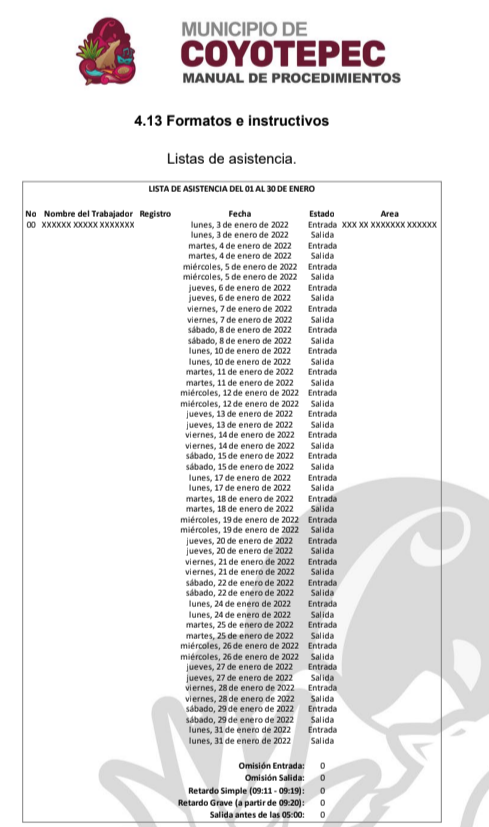 MUNICIPIO DE
COYOTEPEC
MANUAL DE PROCEDIMIENTOS
4.13 Formatos e instructivos
Listas de asistencia.
LISTA DE ASISTENCIA DEL 01 AL 30 DE ENERO
No Nombre del Trabajador Registro Fecha Estado Area
00 XXXXXX XXXXX XXXXXXX lunes, 3 de enero de 2022 Entrada XXX XX XXXXXXX XXXXXX
lunes, 3 de enero de 2022 Salida
martes, 4 de enero de 2022 Entrada
martes, 4 de enero de 2022 Salida
miércoles, 5 de enero de 2022 Entrada
miércoles, 5 de enero de 2022 Salida
jueves, 6 de enero de 2022 Entrada
jueves, 6 de enero de 2022 Salida
viernes, 7 de enero de 2022 Entrada
viernes, 7 de enero de 2022 Salida
sábado, 8 de enero de 2022 Entrada
sábado, 8 de enero de 2022 Salida
lunes, 10 de enero de 2022 Entrada
lunes, 10 de enero de 2022 Salida
martes, 11 de enero de 2022 Entrada
martes, 11 de enero de 2022 Salida
miércoles, 12 de enero de 2022 Entrada
miércoles, 12 de enero de 2022 Salida
jueves, 13 de enero de 2022 Entrada
jueves, 13 de enero de 2022 Salida
viernes, 14 de enero de 2022 Entrada
viernes, 14 de enero de 2022 Salida
sábado, 15 de enero de 2022 Entrada
sábado, 15 de enero de 2022 Salida
lunes, 17 de enero de 2022 Entrada
lunes, 17 de enero de 2022 Salida
martes, 18 de enero de 2022 Entrada
martes, 18 de enero de 2022 Salida
miércoles, 19 de enero de 2022 Entrada
miércoles, 19 de enero de 2022 Salida
jueves, 20 de enero de 2022 Entrada
jueves, 20 de enero de 2022 Salida
viernes, 21 de enero de 2022 Entrada
viernes, 21 de enero de 2022 Salida
sábado, 22 de enero de 2022 Entrada
sábado, 22 de enero de 2022 Salida
lunes, 24 de enero de 2022 Entrada
lunes, 24 de enero de 2022 Salida
martes, 25 de enero de 2022 Entrada
martes, 25 de enero de 2022 Salida
miércoles, 26 de enero de 2022 Entrada
miércoles, 26 de enero de 2022 Salida
jueves, 27 de enero de 2022 Entrada
jueves, 27 de enero de 2022 Salida
viernes, 28 de enero de 2022 Entrada
viernes, 28 de enero de 2022 Salida
sábado, 29 de enero de 2022 Entrada
sábado, 29 de enero de 2022 Salida
lunes, 31 de enero de 2022 Entrada
lunes, 31 de enero de 2022 Salida
Omisión Entrada: 0
Omisión Salida: 0
Retardo Simple (09:11 - 09:19): 0
Retardo Grave (a partir de 09:20): 0
Salida antes de las 05:00: 0